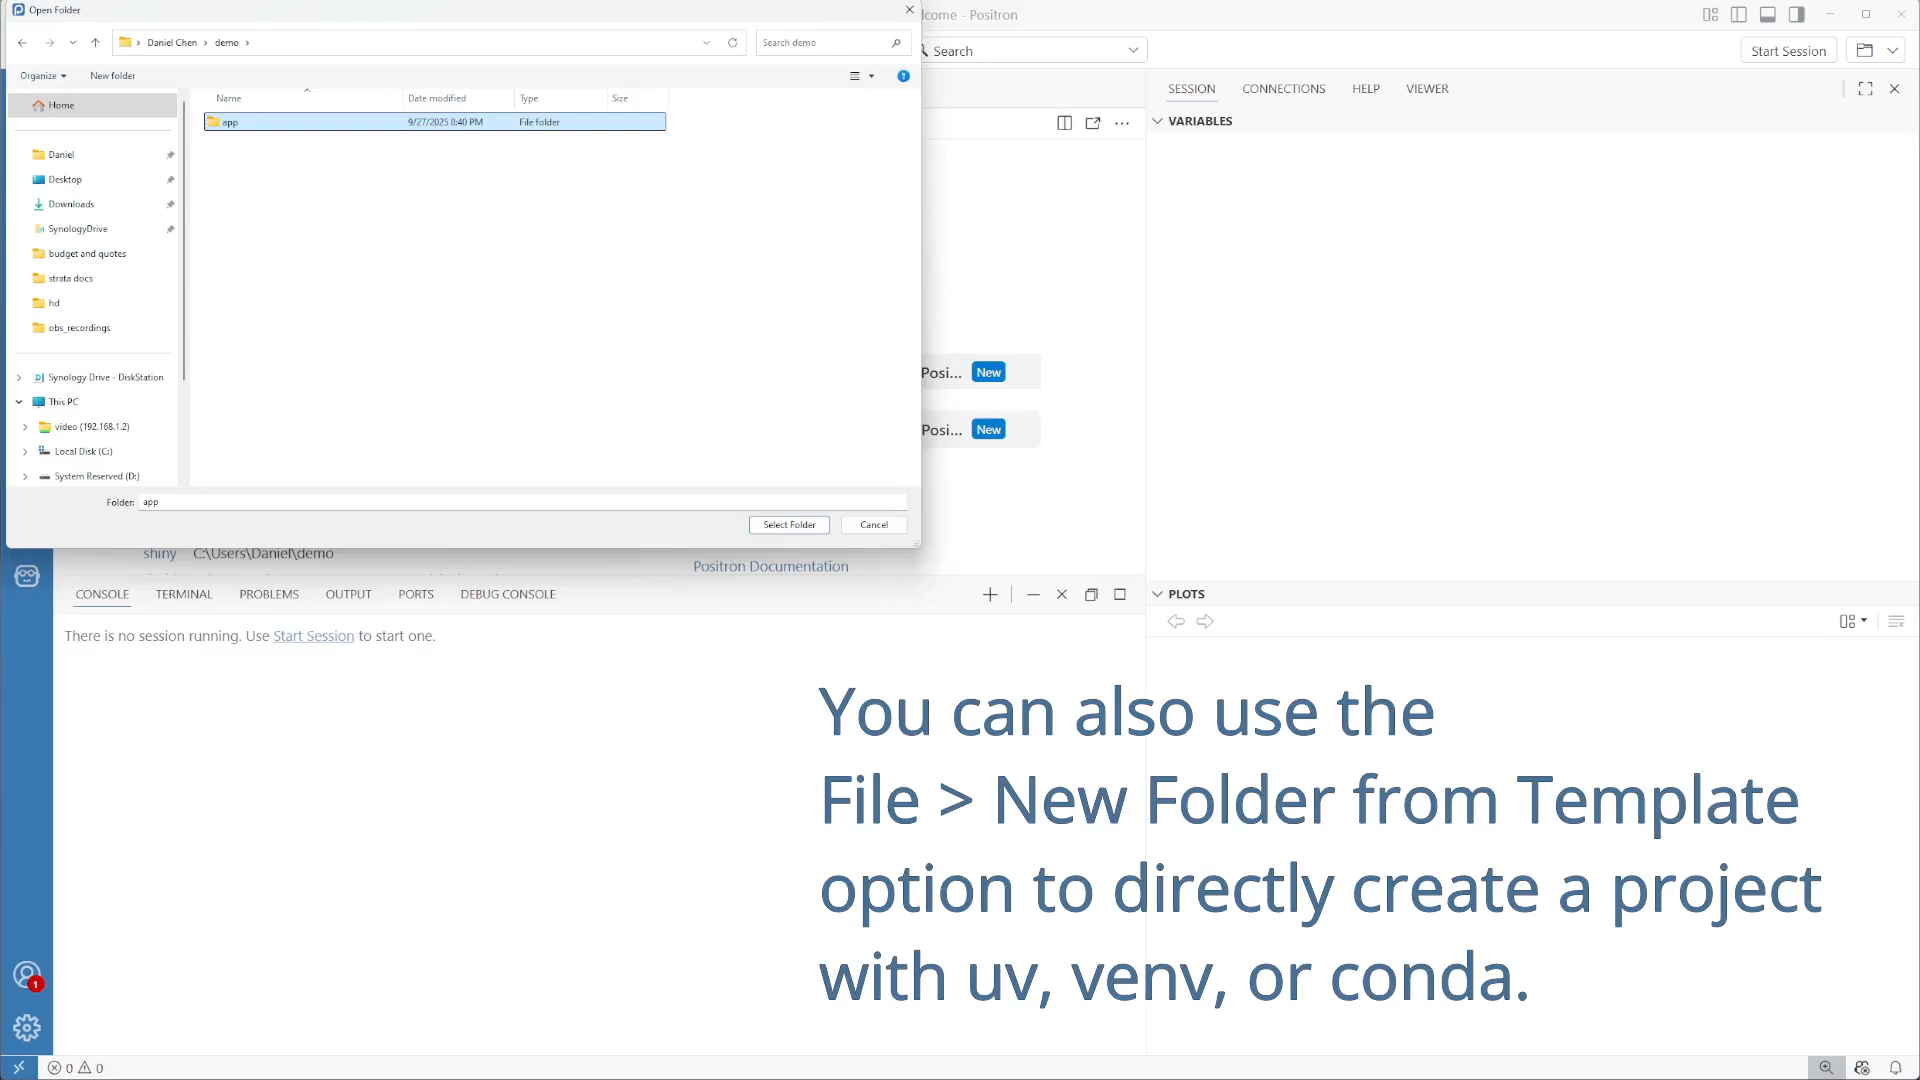 Open Folder
lcome - Positron
Daniel Chen › demo ›
Search demo
Search
Start Session
Organize
New folder
SESSION CONNECTIONS HELP VIEWER
Name Date modified Type Size
VARIABLES
Home
app 9/27/2025 8:40 PM File folder
Daniel
Desktop
Downloads
SynologyDrive
budget and quotes
strata docs
hd
obs_recordings
Synology Drive - DiskStation
This PC
video (192.168.1.2)
Local Disk (C:)
System Reserved (D:)
Posi... New
Posi... New
Folder: app
Select Folder Cancel
shiny C:\Users\Daniel\demo
Positron Documentation
CONSOLE TERMINAL PROBLEMS OUTPUT PORTS DEBUG CONSOLE
PLOTS
There is no session running. Use Start Session to start one.
You can also use the
File > New Folder from Template
option to directly create a project
with uv, venv, or conda.
1
0 0